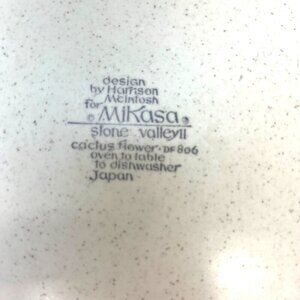 design
by Harrison
McIntosh
for
© Mikasa ®
stone valley II
cactus flower · DF 806
oven to table
to dishwasher
Japan